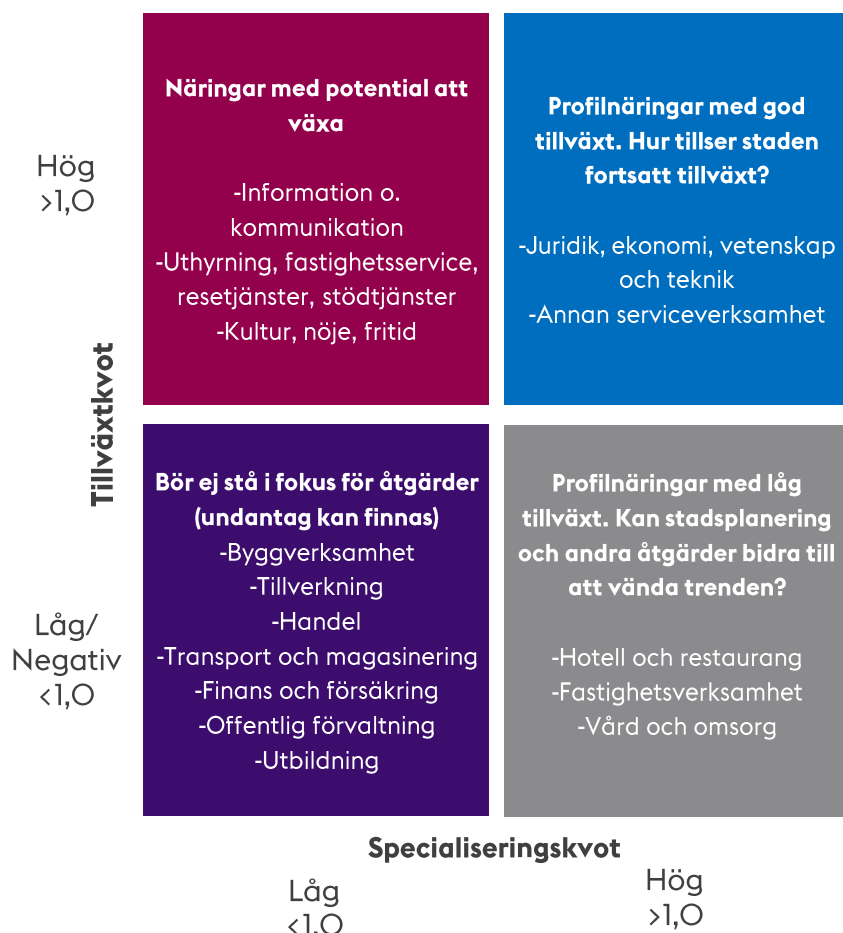 Näringar med potential att
växa
-Information o.
kommunikation
-Uthyrning, fastighetsservice,
resetjänster, stödtjänster
-Kultur, nöje, fritid
Profilnäringar med god
tillväxt. Hur tillser staden
fortsatt tillväxt?
-Juridik, ekonomi, vetenskap
och teknik
-Annan serviceverksamhet
Hög
>1,0
Tillväxtkvot
Låg/
Negativ
<1,0
Bör ej stå i fokus för åtgärder
(undantag kan finnas)
-Byggverksamhet
-Tillverkning
-Handel
-Transport och magasinering
-Finans och försäkring
-Offentlig förvaltning
-Utbildning
Profilnäringar med låg
tillväxt. Kan stadsplanering
och andra åtgärder bidra till
att vända trenden?
-Hotell och restaurang
-Fastighetsverksamhet
-Vård och omsorg
Specialiseringskvot
Låg
<1,0
Hög
>1,0